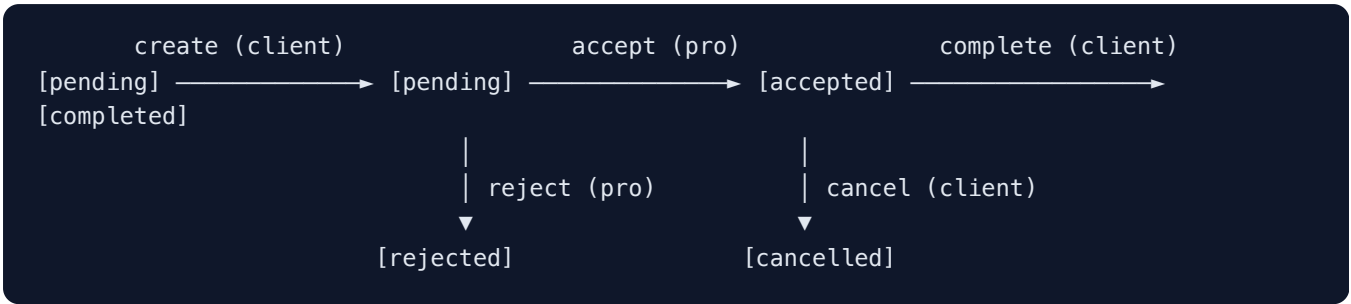 create (client) accept (pro) complete (client)
[pending] ──────────────► [pending] ────────────────► [accepted] ──────────────────►
[completed]
│ │
│ reject (pro) │ cancel (client)
▼ ▼
[rejected] [cancelled]